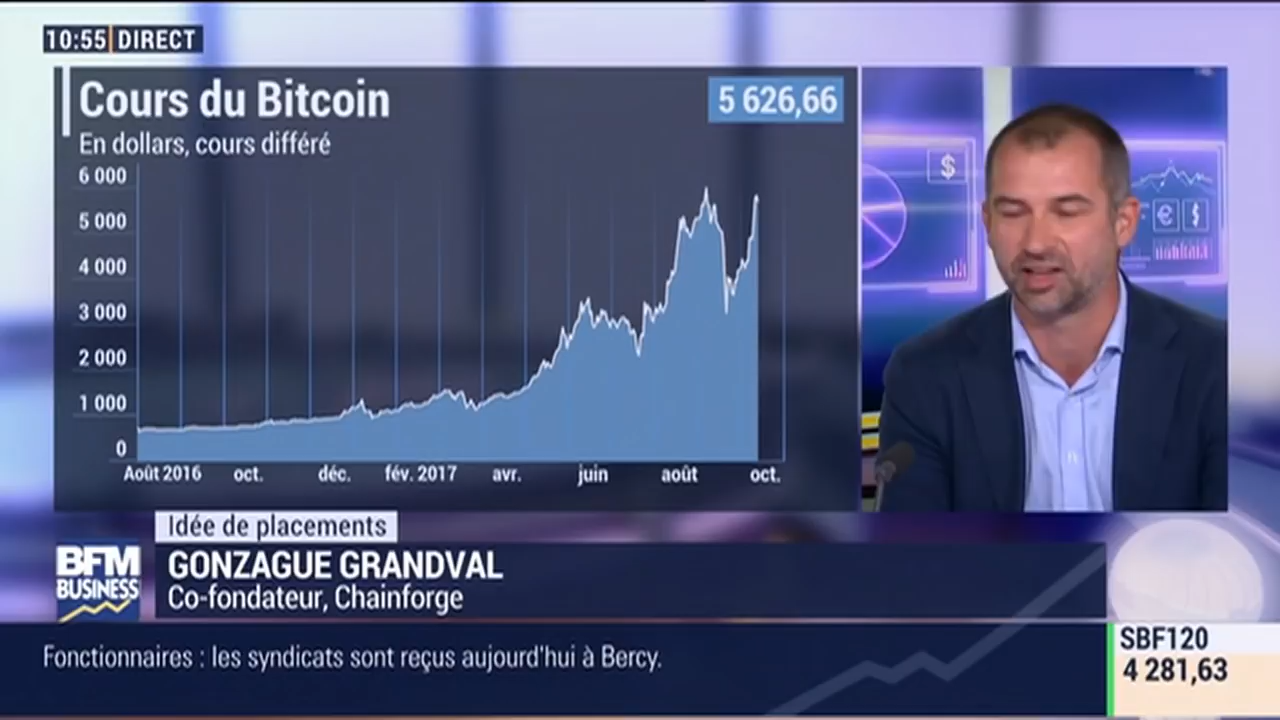 10:55 DIRECT
Cours du Bitcoin
5 626,66
En dollars, cours différé
6 000
5 000
4 000
3 000
2 000
1 000
0
Août 2016 oct. déc. fév. 2017 avr. juin août oct.
$
€ $
Idée de placements
BFM
BUSINESS
GONZAGUE GRANDVAL
Co-fondateur, Chainforge
Fonctionnaires : les syndicats sont reçus aujourd'hui à Bercy.
SBF120
4 281,63